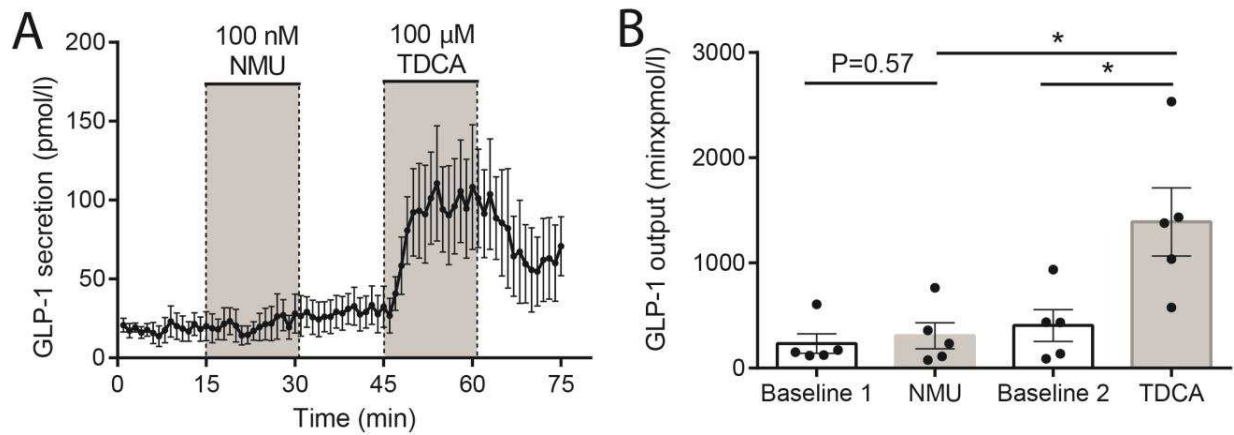 A
GLP-1 secretion (pmol/l)
200
150
100
50
0
100 nM
NMU
100 µM
TDCA
0
15
30
45
60
75
Time (min)
B
GLP-1 output (minxpmol/l)
3000
2000
1000
0
P=0.57
*
*
Baseline 1
NMU
Baseline 2
TDCA